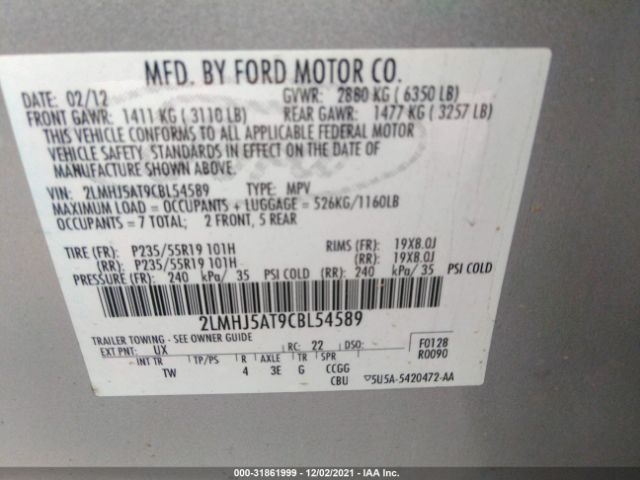 MFD. BY FORD MOTOR CO.
DATE: 02/12 GVWR: 2880 KG ( 6350 LB)
FRONT GAWR: 1411 KG ( 3110 LB) REAR GAWR: 1477 KG ( 3257 LB)
THIS VEHICLE CONFORMS TO ALL APPLICABLE FEDERAL MOTOR
VEHICLE SAFETY STANDARDS IN EFFECT ON THE DATE OF
MANUFACTURE SHOWN ABOVE.
VIN: 2LMHJ5AT9CBL54589 TYPE: MPV
MAXIMUM LOAD = OCCUPANTS + LUGGAGE = 526KG/1160LB
OCCUPANTS = 7 TOTAL; 2 FRONT, 5 REAR
TIRE (FR): P235/55R19 101H RIMS (FR): 19X8.0J
(RR): P235/55R19 101H (RR): 19X8.0J
PRESSURE (FR): 240 kPa/ 35 PSI COLD (RR): 240 kPa/ 35 PSI COLD
2LMHJ5AT9CBL54589
TRAILER TOWING - SEE OWNER GUIDE
EXT PNT: UX RC: 22 DSO: F0128
R0090
INT TR TP/PS R AXLE TR SPR
TW 4 3E G CCGG
CBU 5U5A-5420472-AA
000-31861999 - 12/02/2021 - IAA Inc.